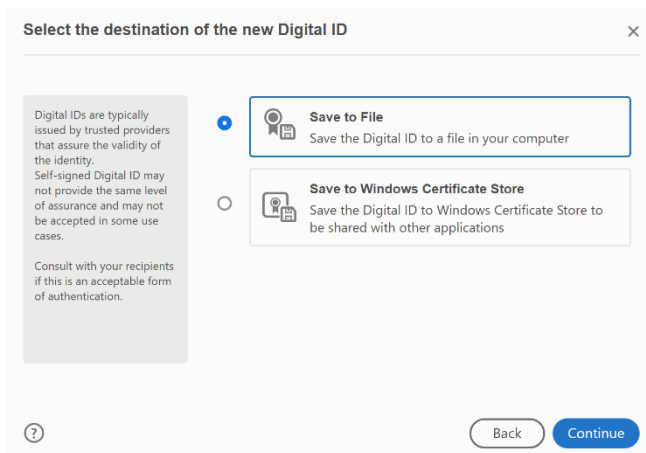 Select the destination of the new Digital ID
Digital IDs are typically
issued by trusted providers
that assure the validity of
the identity.
Self-signed Digital ID may
not provide the same level
of assurance and may not
be accepted in some use
cases.
Consult with your recipients
if this is an acceptable form
of authentication.
Save to File
Save the Digital ID to a file in your computer
Save to Windows Certificate Store
Save the Digital ID to Windows Certificate Store to
be shared with other applications
?
Back
Continue